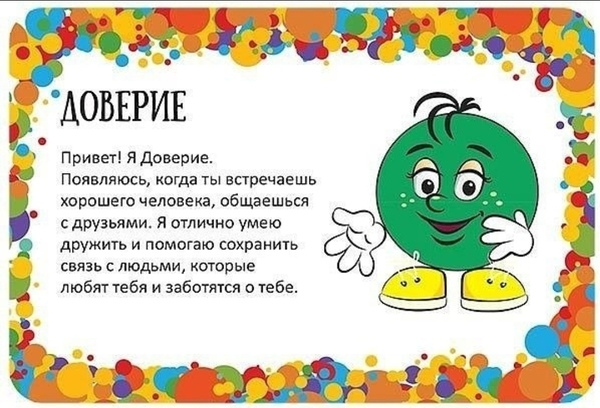 ДОВЕРИЕ
Привет! Я Доверие.
Появляюсь, когда ты встречаешь
хорошего человека, общаешься
с друзьями. Я отлично умею
дружить и помогаю сохранить
связь с людьми, которые
любят тебя и заботятся о тебе.